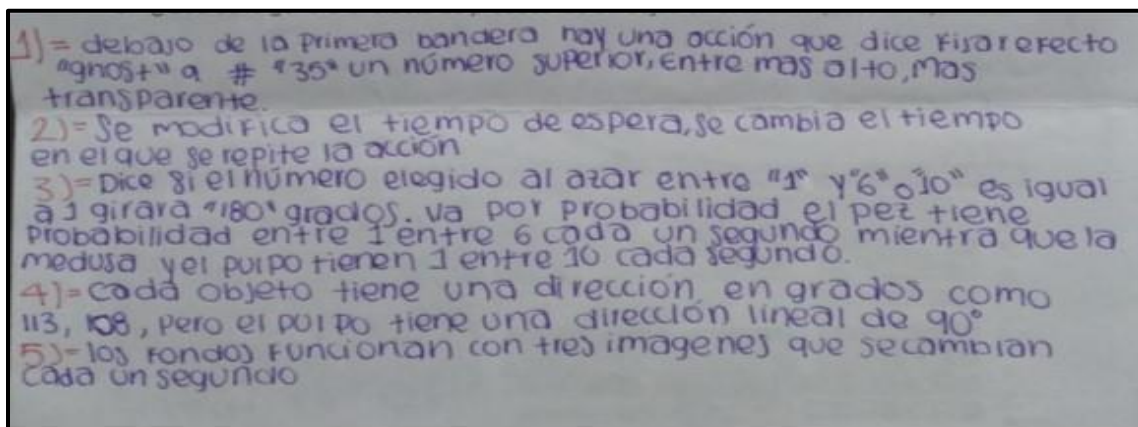 1)= debajo de la primera bandera hay una acción que dice fijar efecto
"ghost" a # "35" un número superior, Entre mas alto, mas
transparente.
2)= Se modifica el tiempo de espera, se cambia el tiempo
en el que se repite la acción
3)= Dice si el número elegido al azar entre "1" y "6" o "10" es igual
a 1 girara "180" grados. va por probabilidad el pez tiene
probabilidad entre 1 entre 6 cada un segundo mientra que la
medusa y el pulpo tienen 1 entre 10 cada segundo.
4)= cada objeto tiene una dirección en grados como
113, 108, pero el pulpo tiene una dirección lineal de 90°
5)= los fondos funcionan con tres imagenes que se cambian
cada un segundo